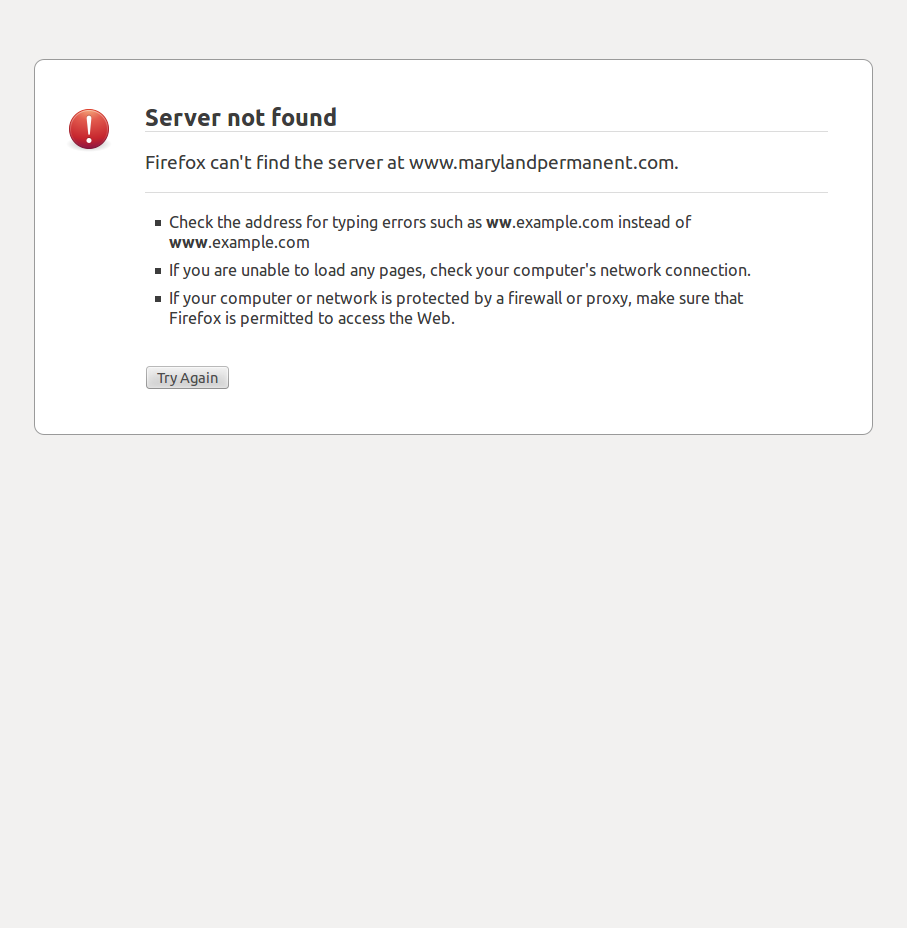 Server not found
Firefox can't find the server at www.marylandpermanent.com.
Check the address for typing errors such as ww.example.com instead of
www.example.com
If you are unable to load any pages, check your computer's network connection.
If your computer or network is protected by a firewall or proxy, make sure that
Firefox is permitted to access the Web.
Try Again